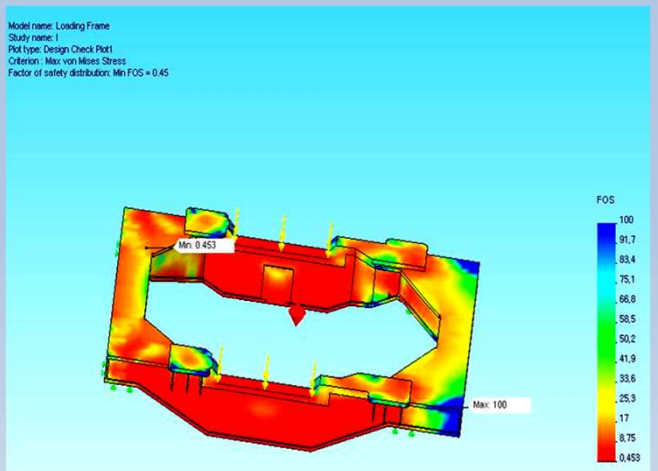 Model name: Loading Frame
Study name: I
Plot type: Design Check Plot1
Criterion : Max von Mises Stress
Factor of safety distribution: Min FOS = 0.45
Min: 0.453
Max: 100
FOS
100
91,7
83,4
75,1
66,8
58,5
50,2
41,9
33,6
25,3
17
8,75
0,453